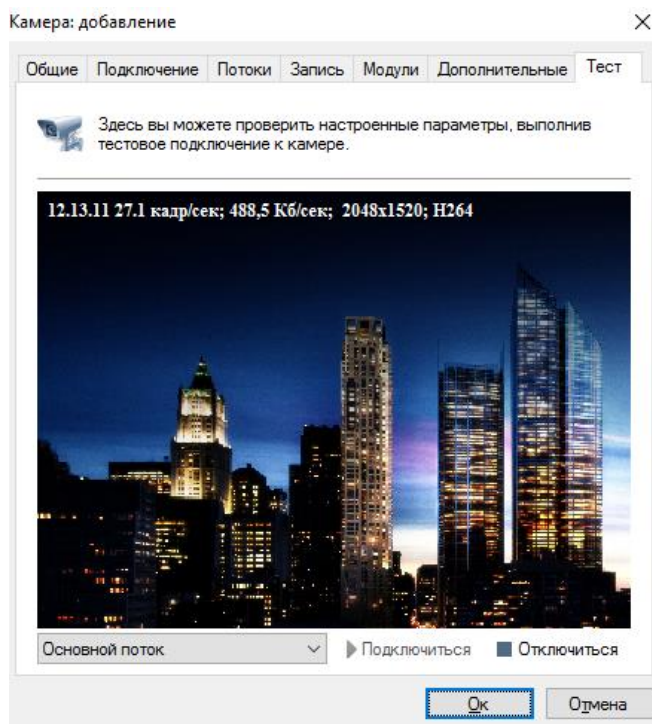 Камера: добавление
Общие Подключение Потоки Запись Модули Дополнительные Тест
Здесь вы можете проверить настроенные параметры, выполнив
тестовое подключение к камере.
12.13.11 27.1 кадр/сек; 488,5 Кб/сек; 2048x1520; H264
Основной поток Подключиться Отключиться
Ок Отмена